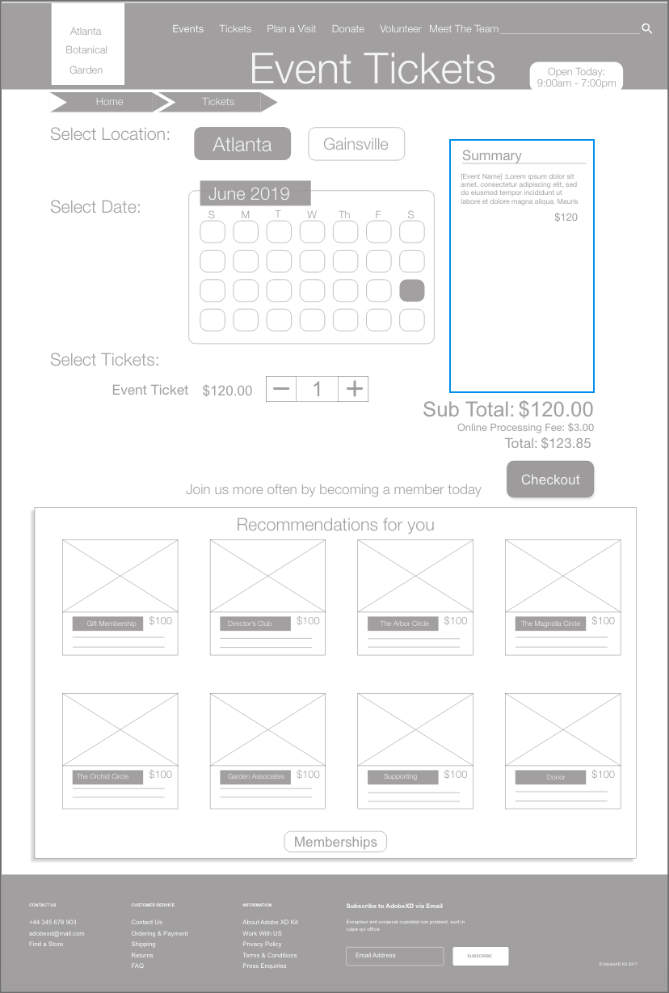 Atlanta
Botanical
Garden
Events Tickets Plan a Visit Donate Volunteer Meet The Team
Event Tickets
Open Today:
9:00am - 7:00pm
Home Tickets
Select Location:
Atlanta Gainsville
Summary
[Event Name] :Lorem ipsum dolor sit
amet, consectetur adipiscing elit, sed
do eiusmod tempor incididunt ut
labore et dolore magna aliqua. Mauris
$120
Select Date:
June 2019
S M T W Th F S
Select Tickets:
Event Ticket $120.00 − 1 +
Sub Total: $120.00
Online Processing Fee: $3.00
Total: $123.85
Checkout
Join us more often by becoming a member today
Recommendations for you
Gift Membership $100 Director's Club $100 The Arbor Circle $100 The Magnolia Circle $100
The Orchid Circle $100 Garden Associates $100 Supporting $100 Donor $100
Memberships
CONTACT US
+44 345 678 903
adobexd@mail.com
Find a Store
CUSTOMER SERVICE
Contact Us
Ordering & Payment
Shipping
Returns
FAQ
INFORMATION
About Adobe XD Kit
Work With US
Privacy Policy
Terms & Conditions
Press Enquiries
Subscribe to AdobeXD via Email
Excepteur sint occaecat cupidatat non proident, sunt in
culpa qui officia
Email Address SUBSCRIBE
© AdobeXD Kit 2017